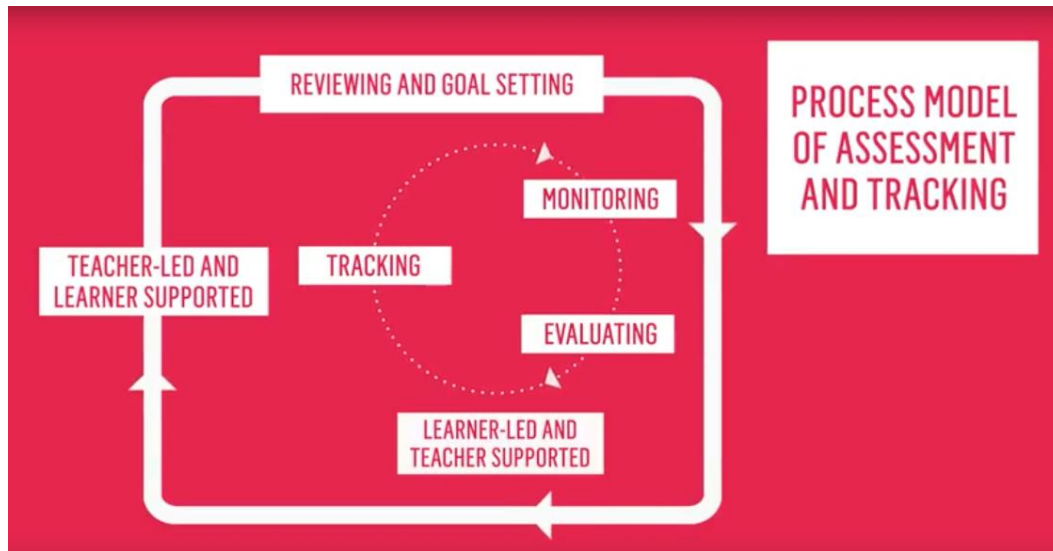 REVIEWING AND GOAL SETTING
PROCESS MODEL
OF ASSESSMENT
AND TRACKING
MONITORING
TRACKING
TEACHER-LED AND
LEARNER SUPPORTED
EVALUATING
LEARNER-LED AND
TEACHER SUPPORTED